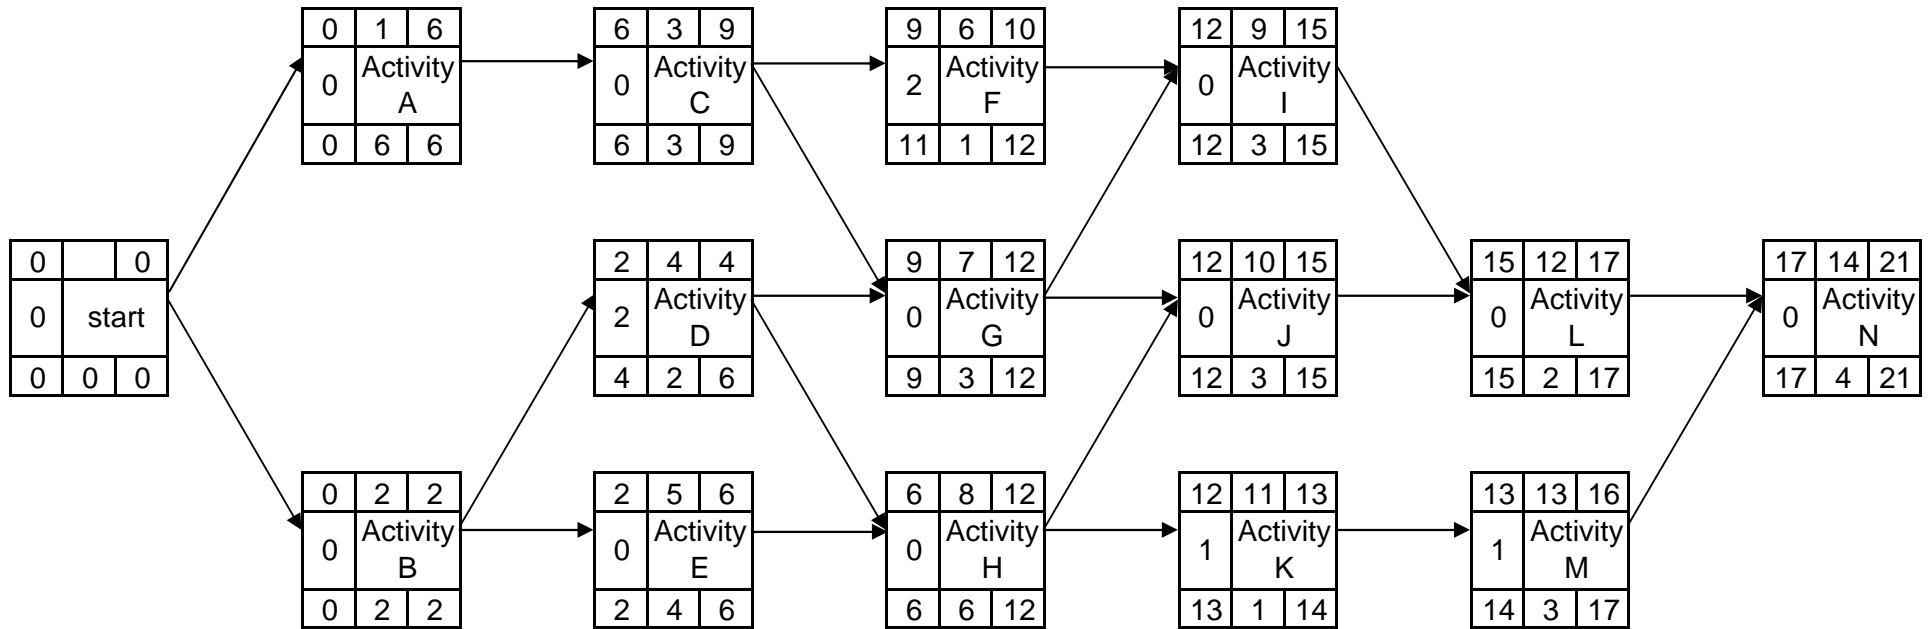 0 1 6
0 Activity A
0 6 6
6 3 9
0 Activity C
6 3 9
9 6 10
2 Activity F
11 1 12
12 9 15
0 Activity I
12 3 15
0 0
0 start
0 0 0
2 4 4
2 Activity D
4 2 6
9 7 12
0 Activity G
9 3 12
12 10 15
0 Activity J
12 3 15
15 12 17
0 Activity L
15 2 17
17 14 21
0 Activity N
17 4 21
0 2 2
0 Activity B
0 2 2
2 5 6
0 Activity E
2 4 6
6 8 12
0 Activity H
6 6 12
12 11 13
1 Activity K
13 1 14
13 13 16
1 Activity M
14 3 17